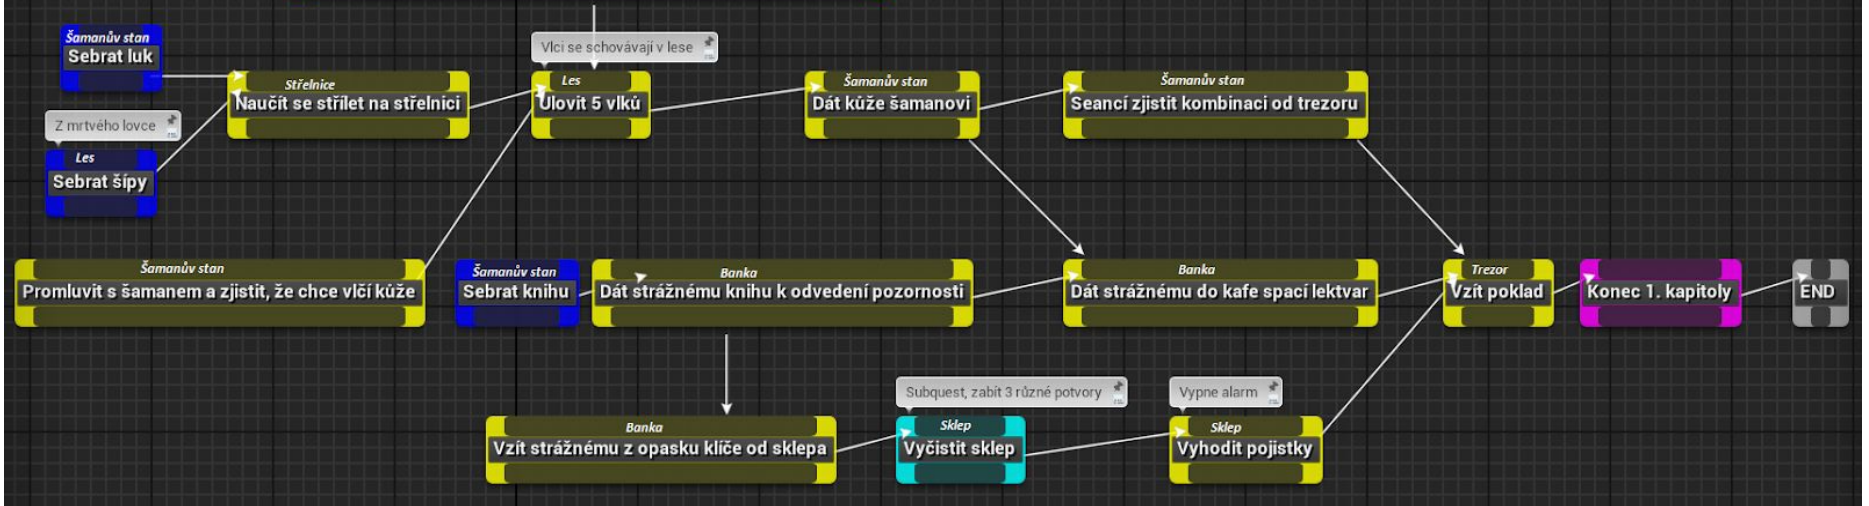 Šamanův stan
Sebrat luk
Z mrtvého lovce
Les
Sebrat šípy
Střelnice
Naučit se střílet na střelnici
Vlci se schovávají v lese
Les
Ulovit 5 vlků
Šamanův stan
Dát kůže šamanovi
Šamanův stan
Seancí zjistit kombinaci od trezoru
Šamanův stan
Promluvit s šamanem a zjistit, že chce vlčí kůže
Šamanův stan
Sebrat knihu
Banka
Dát strážnému knihu k odvedení pozornosti
Banka
Dát strážnému do kafe spací lektvar
Trezor
Vzít poklad
Konec 1. kapitoly
END
Banka
Vzít strážnému z opasku klíče od sklepa
Subquest, zabít 3 různé potvory
Sklep
Vyčistit sklep
Vypne alarm
Sklep
Vyhodit pojistky